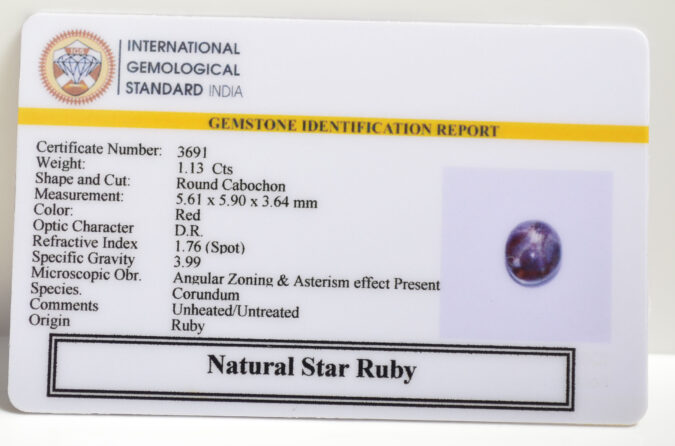 IGS
INTERNATIONAL
GEMOLOGICAL
STANDARD INDIA
GEMSTONE IDENTIFICATION REPORT
Certificate Number: 3691
Weight: 1.13 Cts
Shape and Cut: Round Cabochon
Measurement: 5.61 x 5.90 x 3.64 mm
Color: Red
Optic Character D.R.
Refractive Index 1.76 (Spot)
Specific Gravity 3.99
Microscopic Obr. Angular Zoning & Asterism effect Present
Species. Corundum
Comments Unheated/Untreated
Origin Ruby
Natural Star Ruby